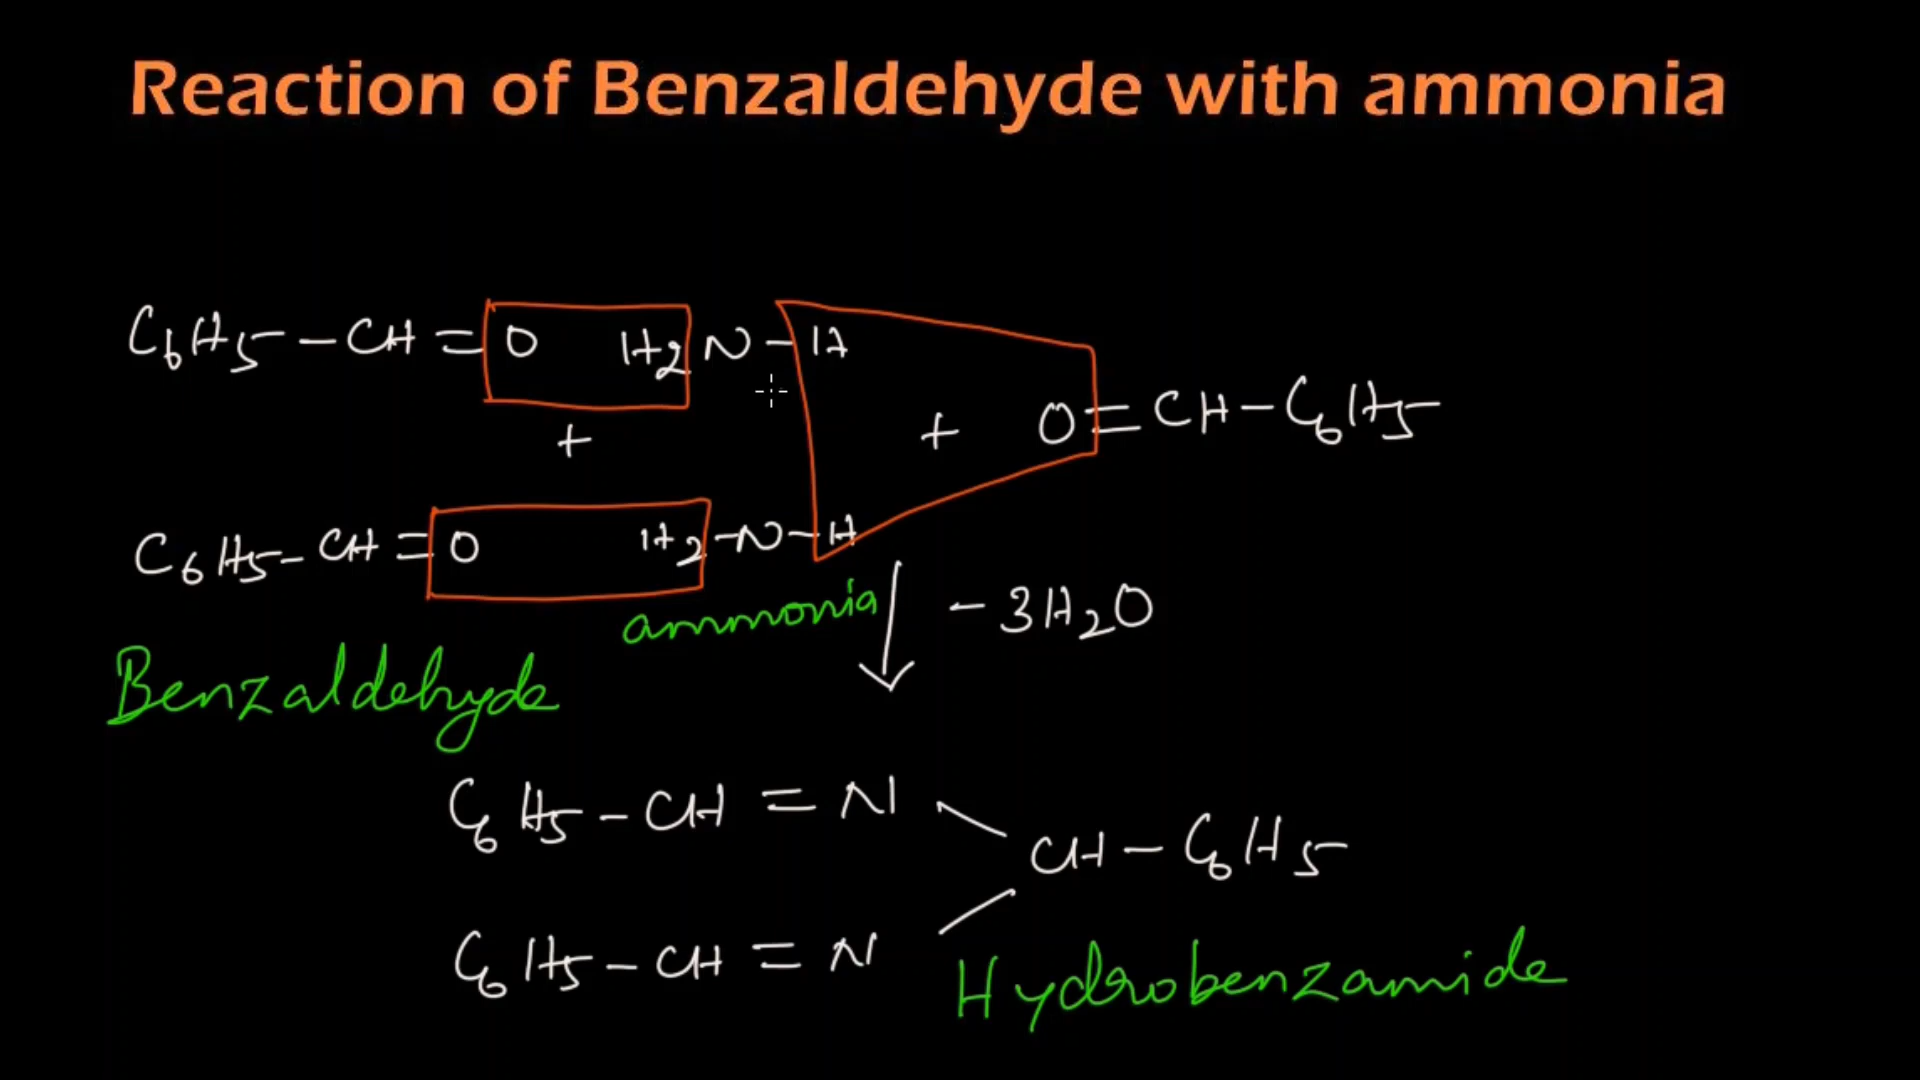 Reaction of Benzaldehyde with ammonia
C6H5-CH=O H2N-H
+ + O=CH-C6H5
C6H5-CH=O H2-N-H
ammonia -3H2O
Benzaldehyde
C6H5-CH=N
CH-C6H5
C6H5-CH=N
Hydrobenzamide